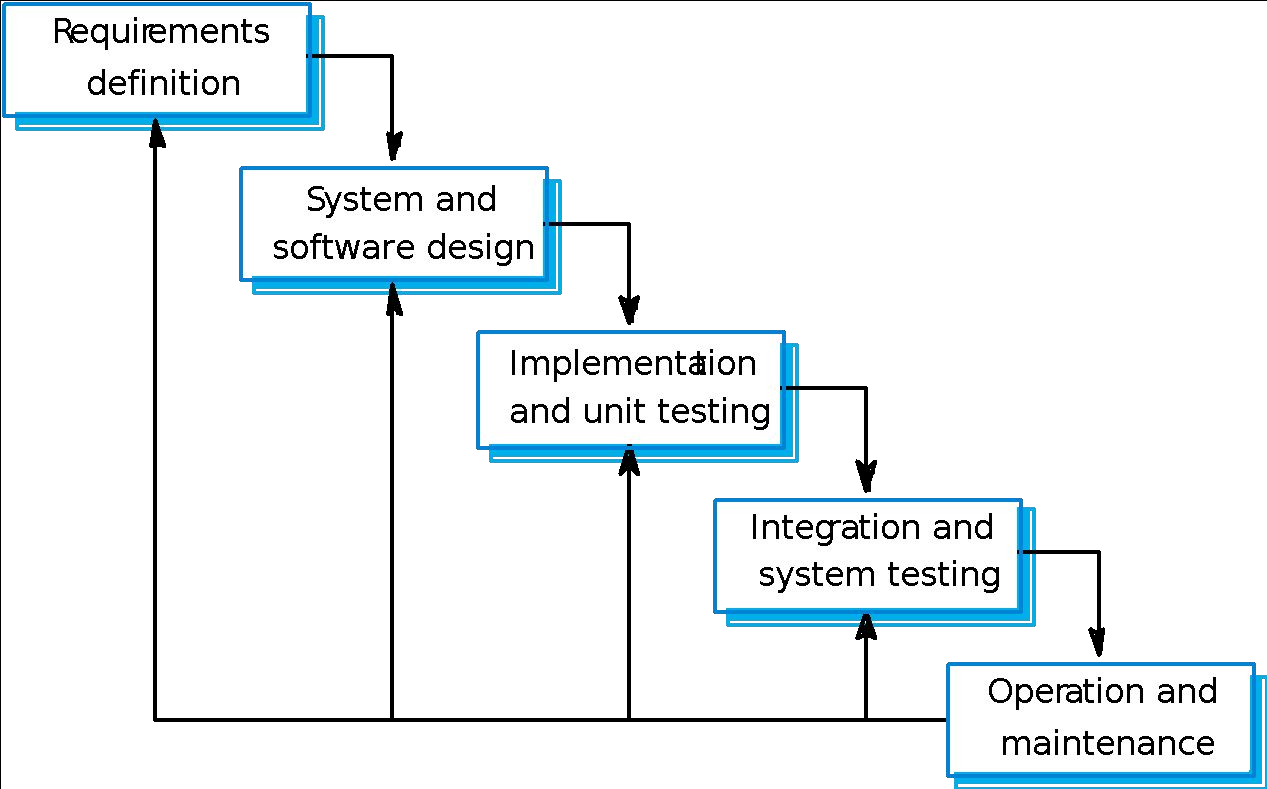 Requirements
definition
System and
software design
Implementation
and unit testing
Integration and
system testing
Operation and
maintenance